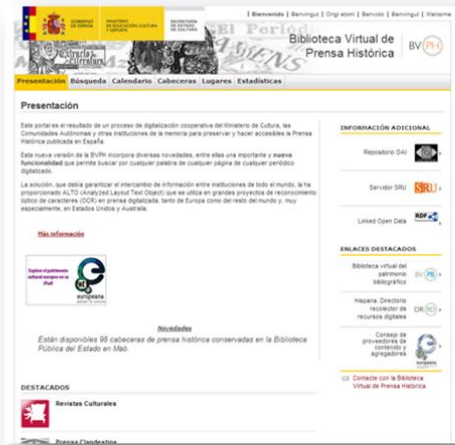 | Bienvenido | Benvingut | Ongi etorri | Benvido | Benvingut | Welcome
GOBIERNO DE ESPAÑA
MINISTERIO DE EDUCACIÓN, CULTURA Y DEPORTE
SECRETARÍA DE ESTADO DE CULTURA
Biblioteca Virtual de
Prensa Histórica
BV PH
Presentación Búsqueda Calendario Cabeceras Lugares Estadísticas
Presentación
Este portal es el resultado de un proceso de digitalización cooperativa del Ministerio de Cultura, las
Comunidades Autónomas y otras instituciones de la memoria para preservar y hacer accesibles la Prensa
Histórica publicada en España.
Esta nueva versión de la BVPH incorpora diversas novedades, entre ellas una importante y nueva
funcionalidad que permite buscar por cualquier palabra de cualquier página de cualquier periódico
digitalizado.
La solución, que debía garantizar el intercambio de información entre instituciones de todo el mundo, la ha
proporcionado ALTO (Analyzed Layout Text Object) que se utiliza en grandes proyectos de reconocimiento
óptico de caracteres (OCR) en prensa digitalizada, tanto de Europa como del resto del mundo y, muy
especialmente, en Estados Unidos y Australia.
Más información
Explore el patrimonio
cultural europeo en su
iPad!
europeana
Novedades
Están disponibles 98 cabeceras de prensa histórica conservadas en la Biblioteca
Pública del Estado en Maó.
DESTACADOS
Revistas Culturales
Prensa Clandestina
INFORMACIÓN ADICIONAL
Repositorio OAI
Servidor SRU
SRU
Linked Open Data
RDF
ENLACES DESTACADOS
Biblioteca virtual del
patrimonio
bibliográfico
BV PB
Hispana. Directorio
recolector de
recursos digitales
Consejo de
proveedores de
contenido y
agregadores
europeana
Contacte con la Biblioteca
Virtual de Prensa Histórica